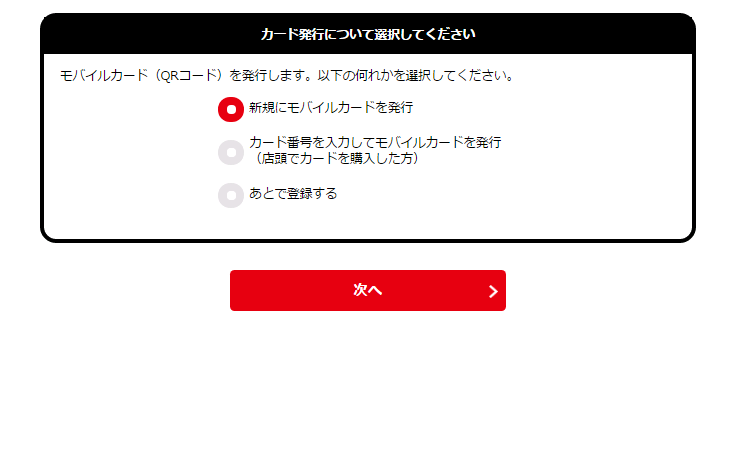 カード発行について選択してください
モバイルカード（QRコード）を発行します。以下の何れかを選択してください。
新規にモバイルカードを発行
カード番号を入力してモバイルカードを発行
（店頭でカードを購入した方）
あとで登録する
次へ